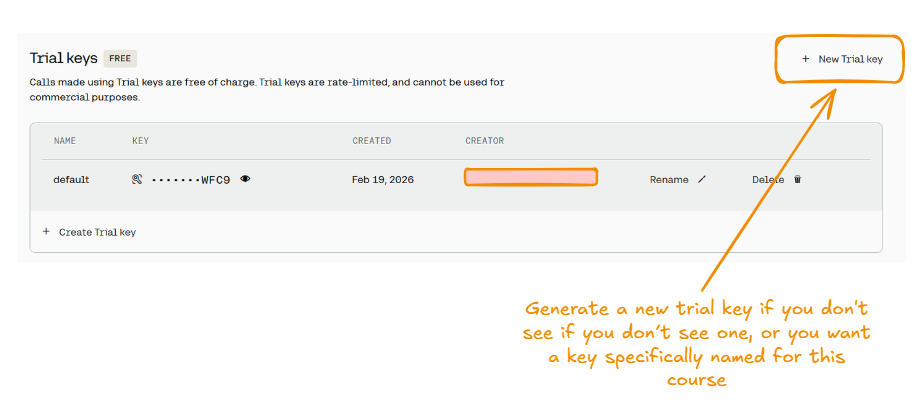 Trial keys FREE
+ New Trial key
Calls made using Trial keys are free of charge. Trial keys are rate-limited, and cannot be used for
commercial purposes.
NAME KEY CREATED CREATOR
default •••••••WFC9 Feb 19, 2026 Rename Delete
+ Create Trial key
Generate a new trial key if you don't
see if you don't see one, or you want
a key specifically named for this
course